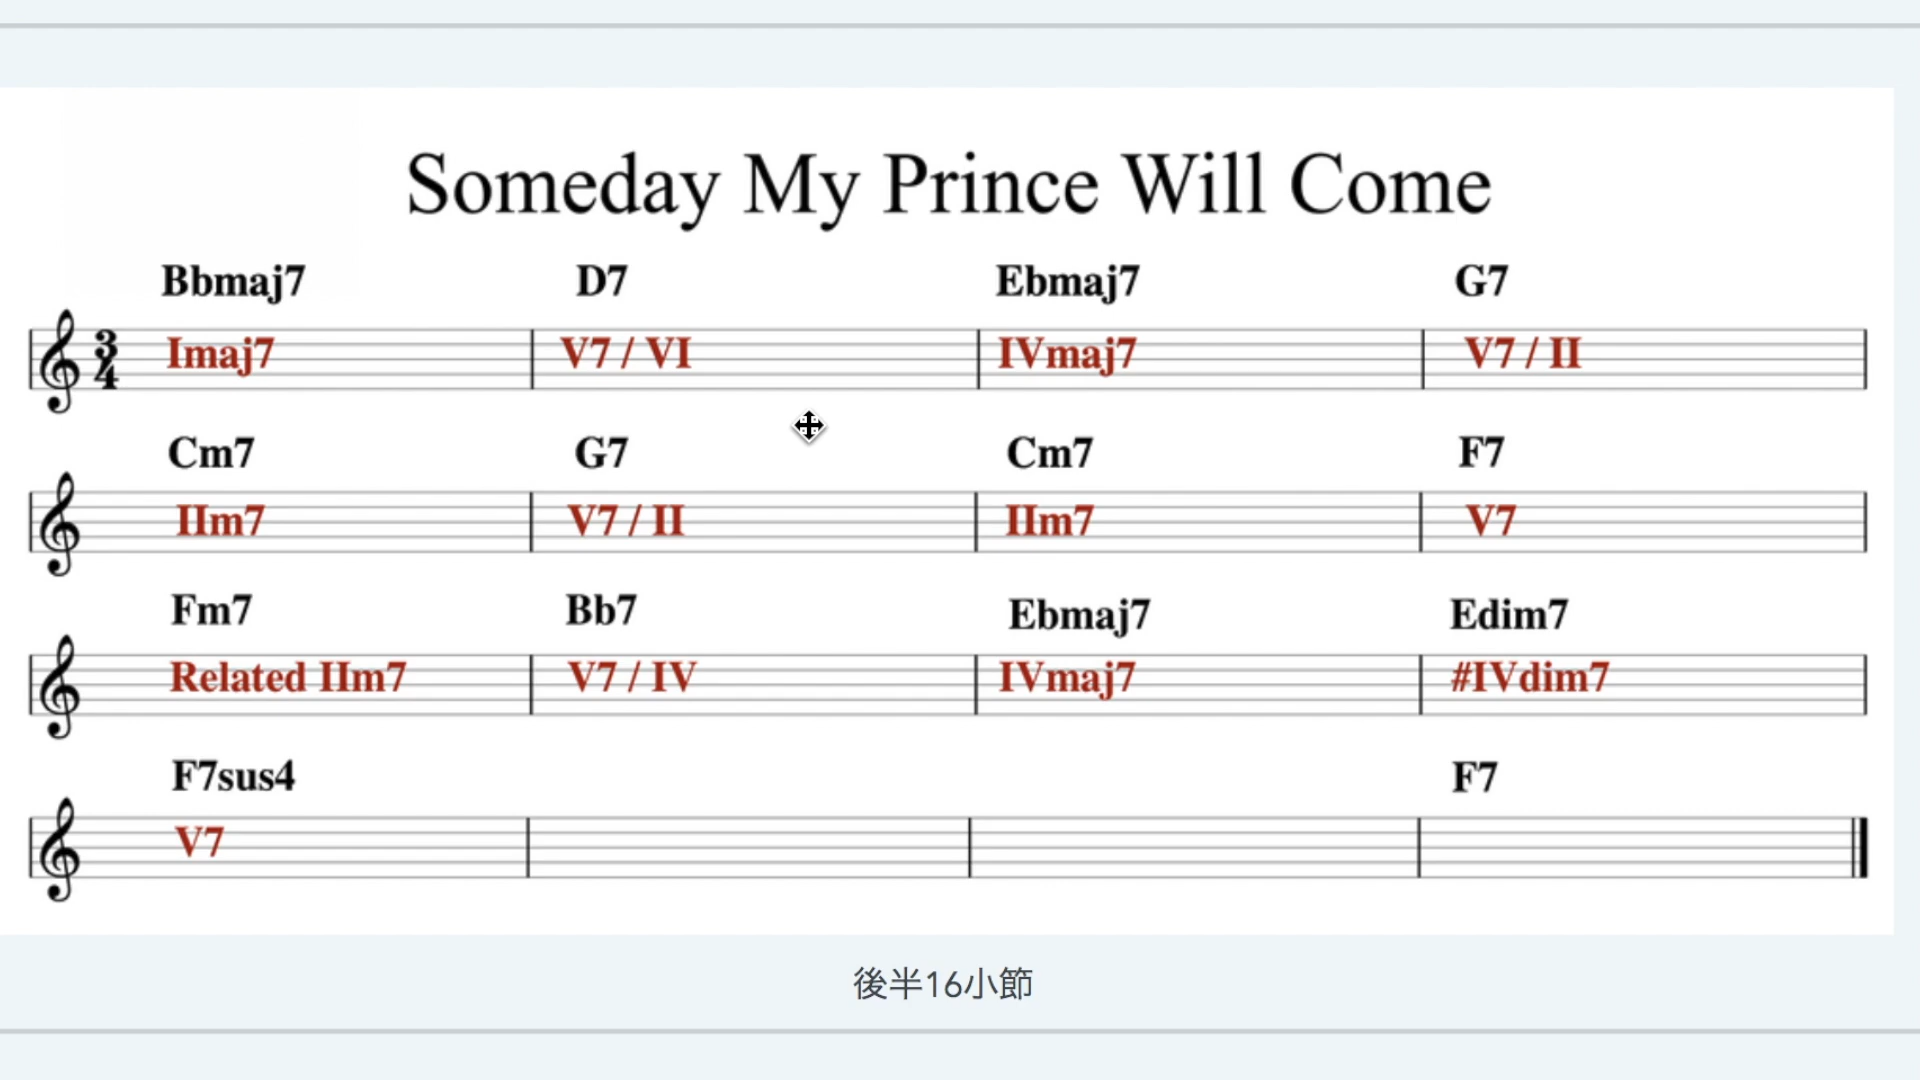 Someday My Prince Will Come
Bbmaj7 D7 Ebmaj7 G7
3
4
Imaj7 V7 / VI IVmaj7 V7 / II
Cm7 G7 Cm7 F7
IIm7 V7 / II IIm7 V7
Fm7 Bb7 Ebmaj7 Edim7
Related IIm7 V7 / IV IVmaj7 #IVdim7
F7sus4 F7
V7
後半16小節